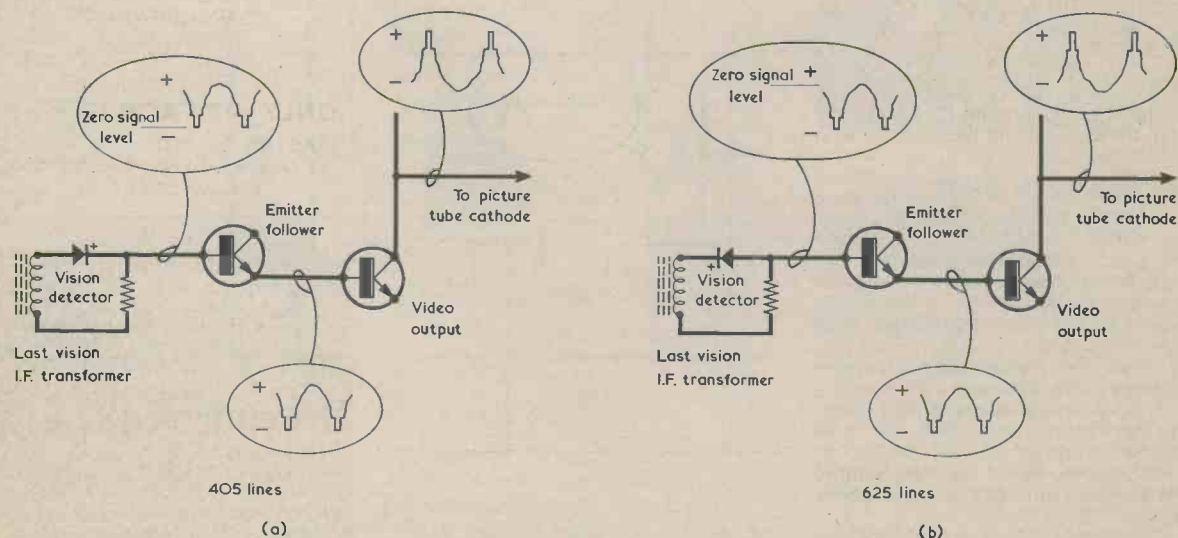 +
−
Zero signal
level
+
−
Emitter
follower
To picture
tube cathode
+
Vision
detector
Video
output
Last vision
I.F. transformer
+
−
405 lines
(a)
+
−
Zero signal
level
+
−
Emitter
follower
To picture
tube cathode
+
Vision
detector
Video
output
Last vision
I.F. transformer
+
−
625 lines
(b)